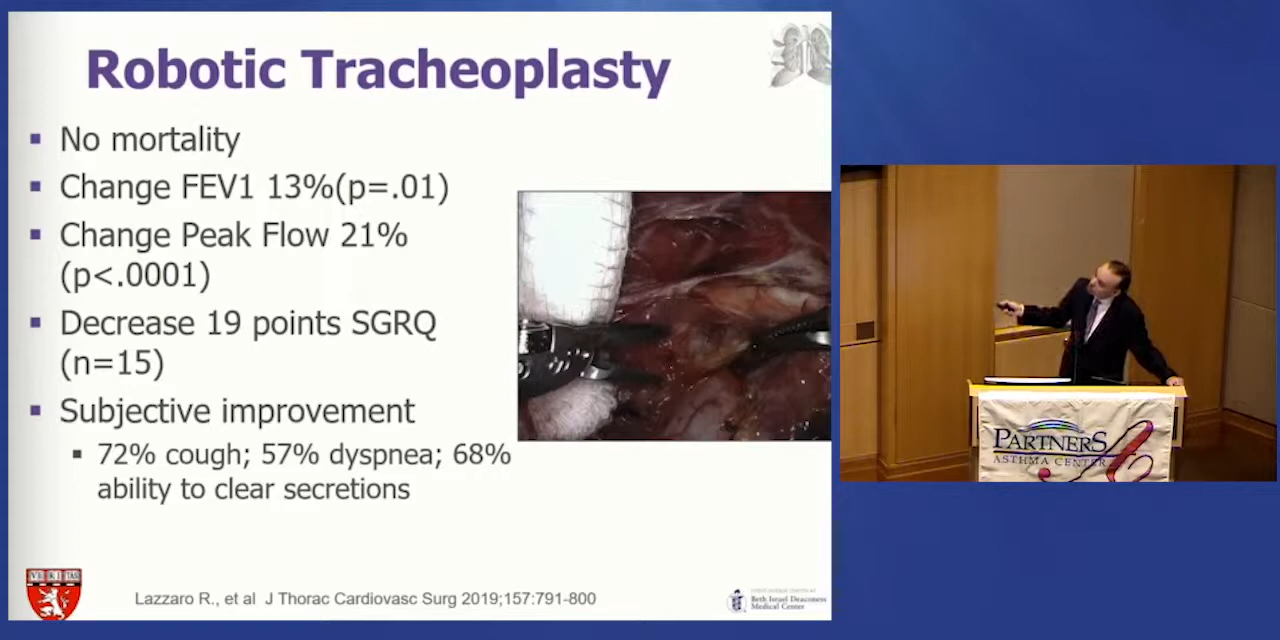 Robotic Tracheoplasty
▪ No mortality
▪ Change FEV1 13%(p=.01)
▪ Change Peak Flow 21%
(p<.0001)
▪ Decrease 19 points SGRQ
(n=15)
▪ Subjective improvement
▪ 72% cough; 57% dyspnea; 68%
ability to clear secretions
VE RI TAS
Lazzaro R., et al J Thorac Cardiovasc Surg 2019;157:791-800
Beth Israel Deaconess
Medical Center
PARTNERS
ASTHMA CENTER